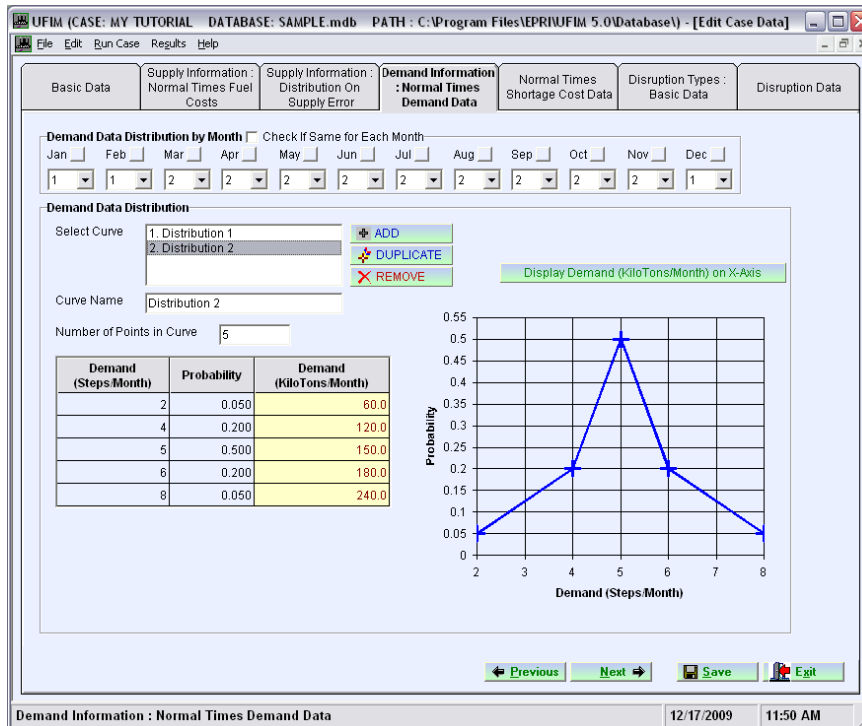 UFIM (CASE: MY TUTORIAL DATABASE: SAMPLE.mdb PATH : C:\Program Files\EPRI\UFIM 5.0\Database\) - [Edit Case Data]
File Edit Run Case Results Help
Basic Data
Supply Information :
Normal Times Fuel
Costs
Supply Information :
Distribution On
Supply Error
Demand Information
: Normal Times
Demand Data
Normal Times
Shortage Cost Data
Disruption Types :
Basic Data
Disruption Data
Demand Data Distribution by Month Check If Same for Each Month
Jan Feb Mar Apr May Jun Jul Aug Sep Oct Nov Dec
1 1 2 2 2 2 2 2 2 2 2 1
Demand Data Distribution
Select Curve
1. Distribution 1
2. Distribution 2
ADD
DUPLICATE
REMOVE
Display Demand (KiloTons/Month) on X-Axis
Curve Name Distribution 2
Number of Points in Curve 5
Demand
(Steps/Month)
Probability
Demand
(KiloTons/Month)
2 0.050 60.0
4 0.200 120.0
5 0.500 150.0
6 0.200 180.0
8 0.050 240.0
Probability
0.55
0.5
0.45
0.4
0.35
0.3
0.25
0.2
0.15
0.1
0.05
0
2 3 4 5 6 7 8
Demand (Steps/Month)
Previous Next Save Exit
Demand Information : Normal Times Demand Data 12/17/2009 11:50 AM